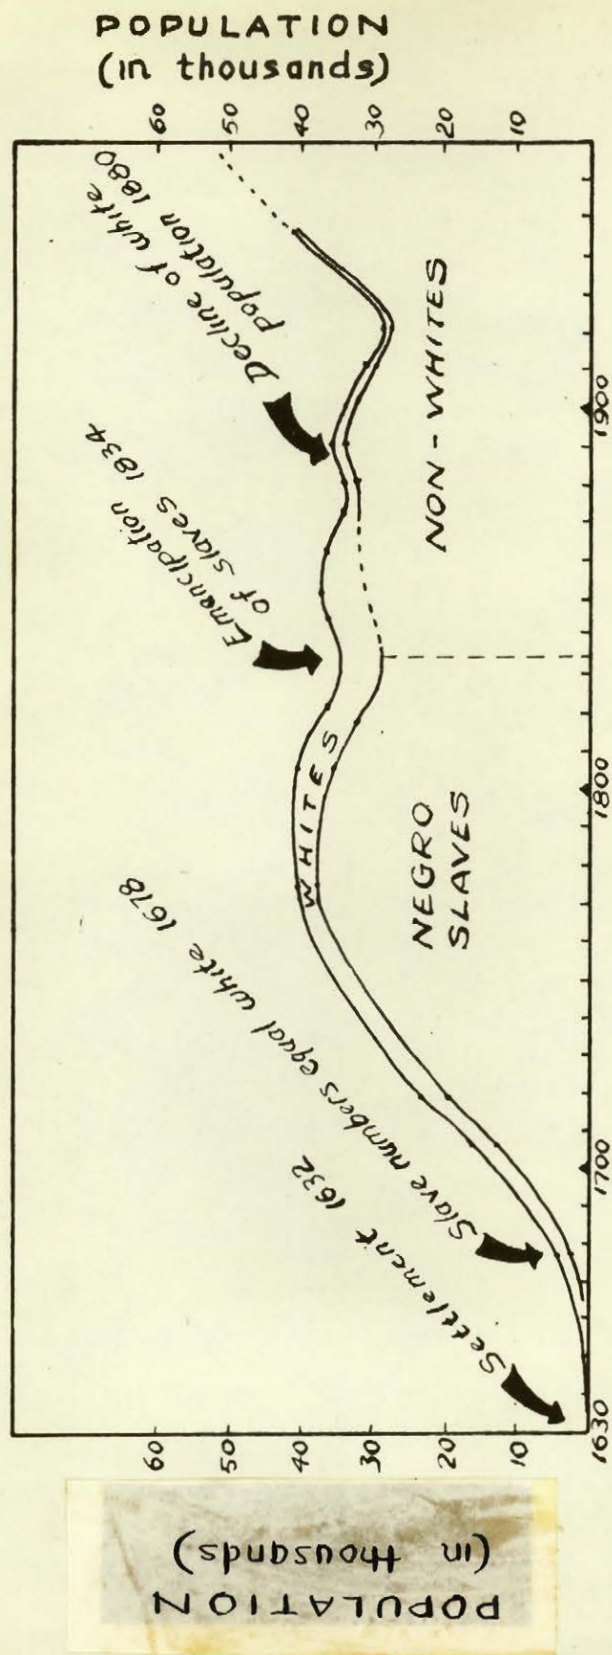 POPULATION
(in thousands)
60
50
40
30
20
10
Decline of white
population 1880
Emancipation
of slaves 1834
NON-WHITES
WHITES
NEGRO
SLAVES
Slave numbers equal white 1678
Settlement 1632
1900
1800
1700
1630
60
50
40
30
20
10
POPULATION
(in thousands)